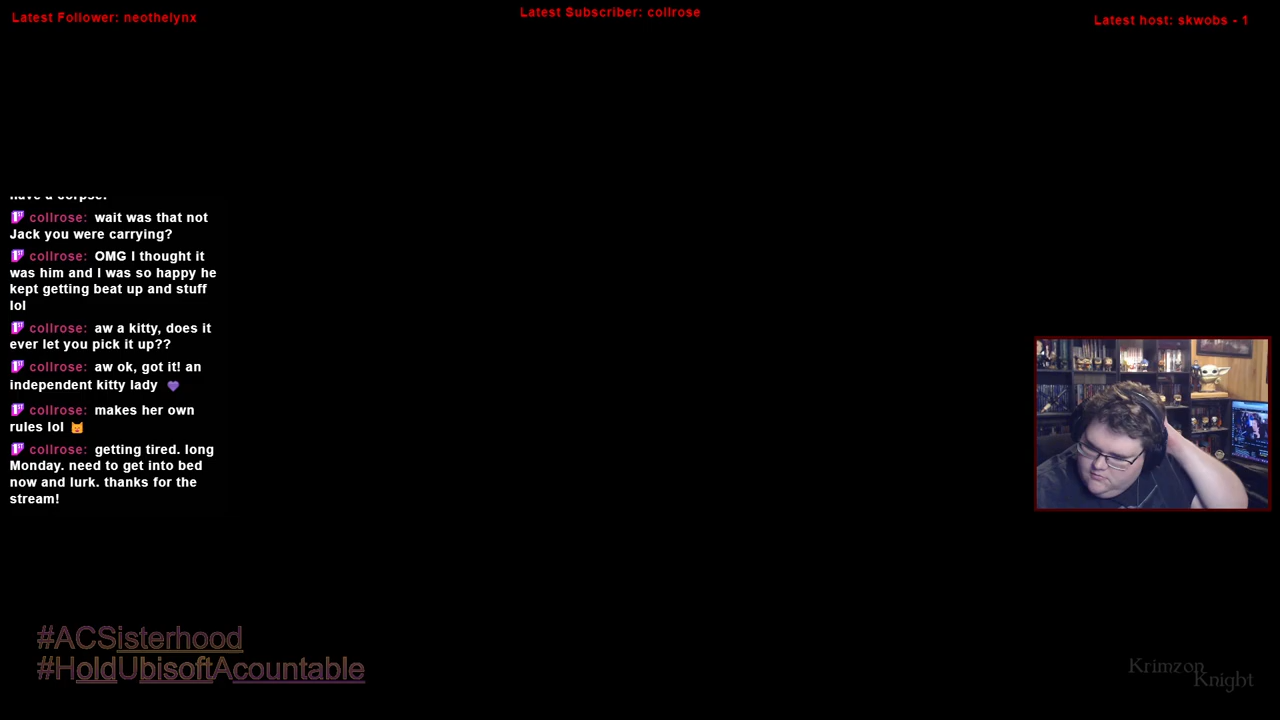 Latest Follower: neothelynx
Latest Subscriber: collrose
Latest host: skwobs - 1
have a corpse!
collrose: wait was that not
Jack you were carrying?
collrose: OMG I thought it
was him and I was so happy he
kept getting beat up and stuff
lol
collrose: aw a kitty, does it
ever let you pick it up??
collrose: aw ok, got it! an
independent kitty lady 💜
collrose: makes her own
rules lol 😺
collrose: getting tired. long
Monday. need to get into bed
now and lurk. thanks for the
stream!
#ACSisterhood
#HoldUbisoftAcountable
Krimzon
Knight